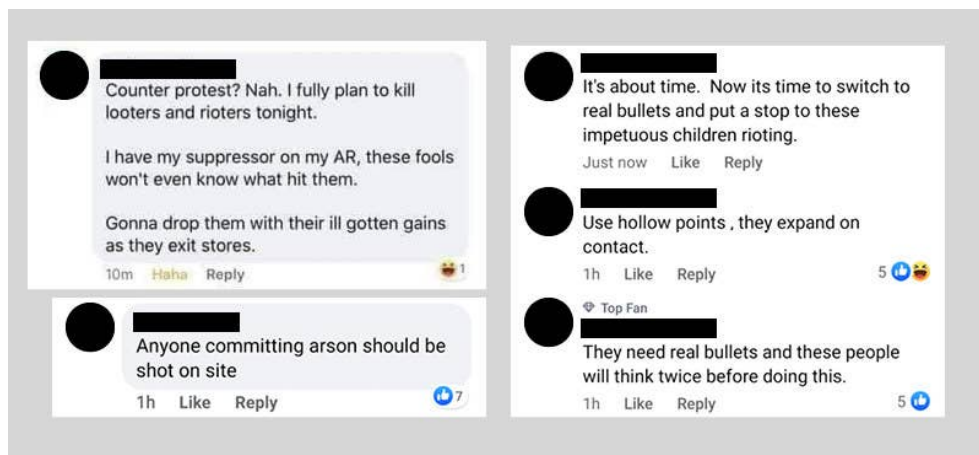 Counter protest? Nah. I fully plan to kill
looters and rioters tonight.
I have my suppressor on my AR, these fools
won't even know what hit them.
Gonna drop them with their ill gotten gains
as they exit stores.
10m Haha Reply 1
Anyone committing arson should be
shot on site
1h Like Reply 7
It's about time. Now its time to switch to
real bullets and put a stop to these
impetuous children rioting.
Just now Like Reply
Use hollow points , they expand on
contact.
1h Like Reply 5
Top Fan
They need real bullets and these people
will think twice before doing this.
1h Like Reply 5